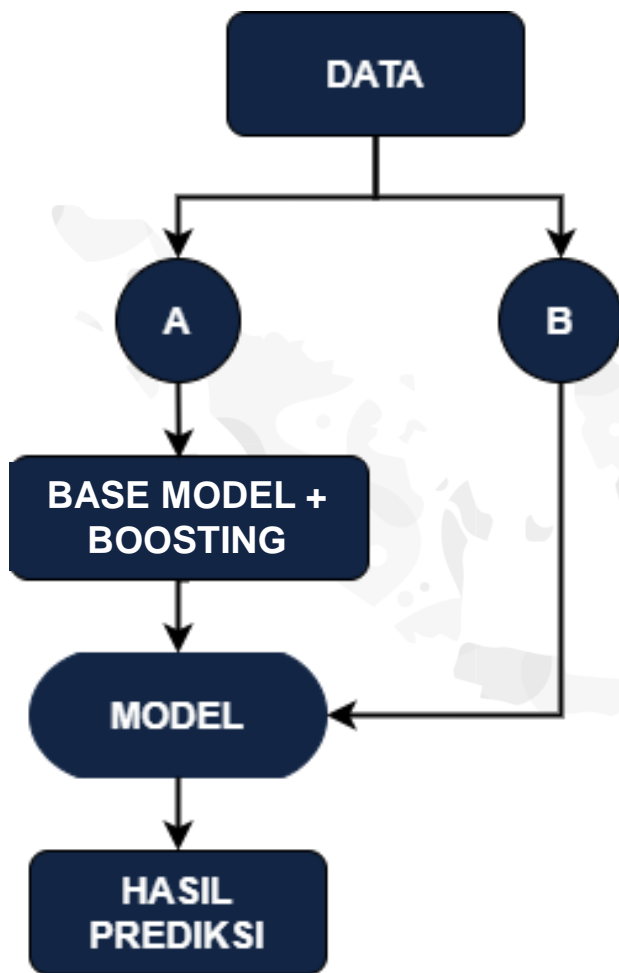 DATA
A
B
BASE MODEL +
BOOSTING
MODEL
HASIL
PREDIKSI